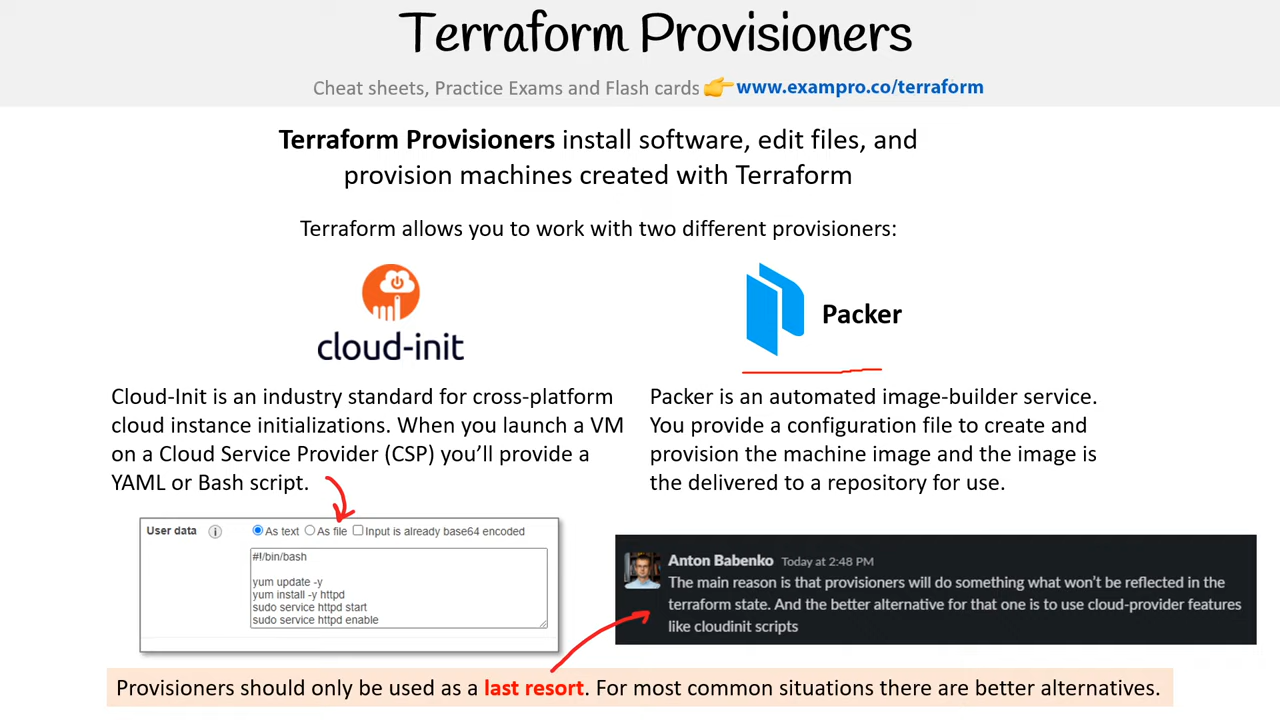 Terraform Provisioners
Cheat sheets, Practice Exams and Flash cards 👉 www.exampro.co/terraform
Terraform Provisioners install software, edit files, and
provision machines created with Terraform
Terraform allows you to work with two different provisioners:
cloud-init
Cloud-Init is an industry standard for cross-platform
cloud instance initializations. When you launch a VM
on a Cloud Service Provider (CSP) you’ll provide a
YAML or Bash script.
User data i As text As file Input is already base64 encoded
#!/bin/bash
yum update -y
yum install -y httpd
sudo service httpd start
sudo service httpd enable
Packer
Packer is an automated image-builder service.
You provide a configuration file to create and
provision the machine image and the image is
the delivered to a repository for use.
Anton Babenko Today at 2:48 PM
The main reason is that provisioners will do something what won’t be reflected in the
terraform state. And the better alternative for that one is to use cloud-provider features
like cloudinit scripts
Provisioners should only be used as a last resort. For most common situations there are better alternatives.